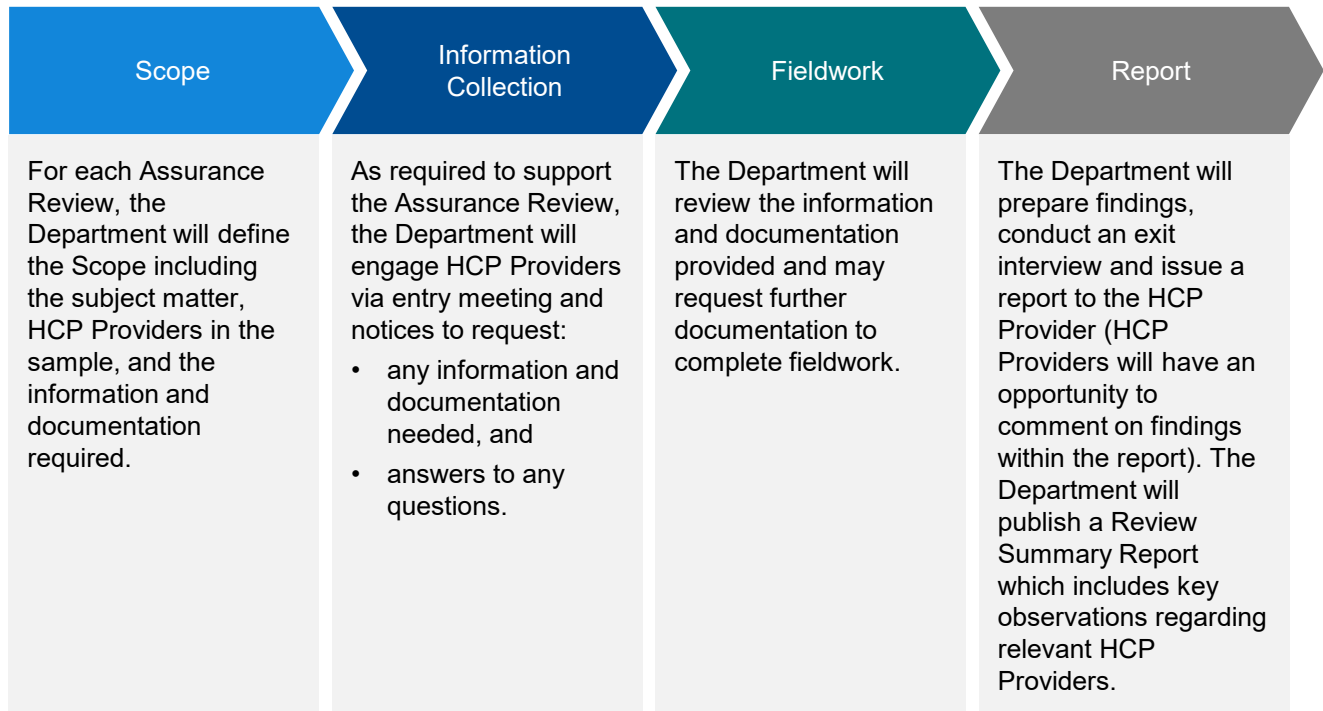 Scope
Information
Collection
Fieldwork
Report
For each Assurance
Review, the
Department will define
the Scope including
the subject matter,
HCP Providers in the
sample, and the
information and
documentation
required.
As required to support
the Assurance Review,
the Department will
engage HCP Providers
via entry meeting and
notices to request:
• any information and
documentation
needed, and
• answers to any
questions.
The Department will
review the information
and documentation
provided and may
request further
documentation to
complete fieldwork.
The Department will
prepare findings,
conduct an exit
interview and issue a
report to the HCP
Provider (HCP
Providers will have an
opportunity to
comment on findings
within the report). The
Department will
publish a Review
Summary Report
which includes key
observations regarding
relevant HCP
Providers.